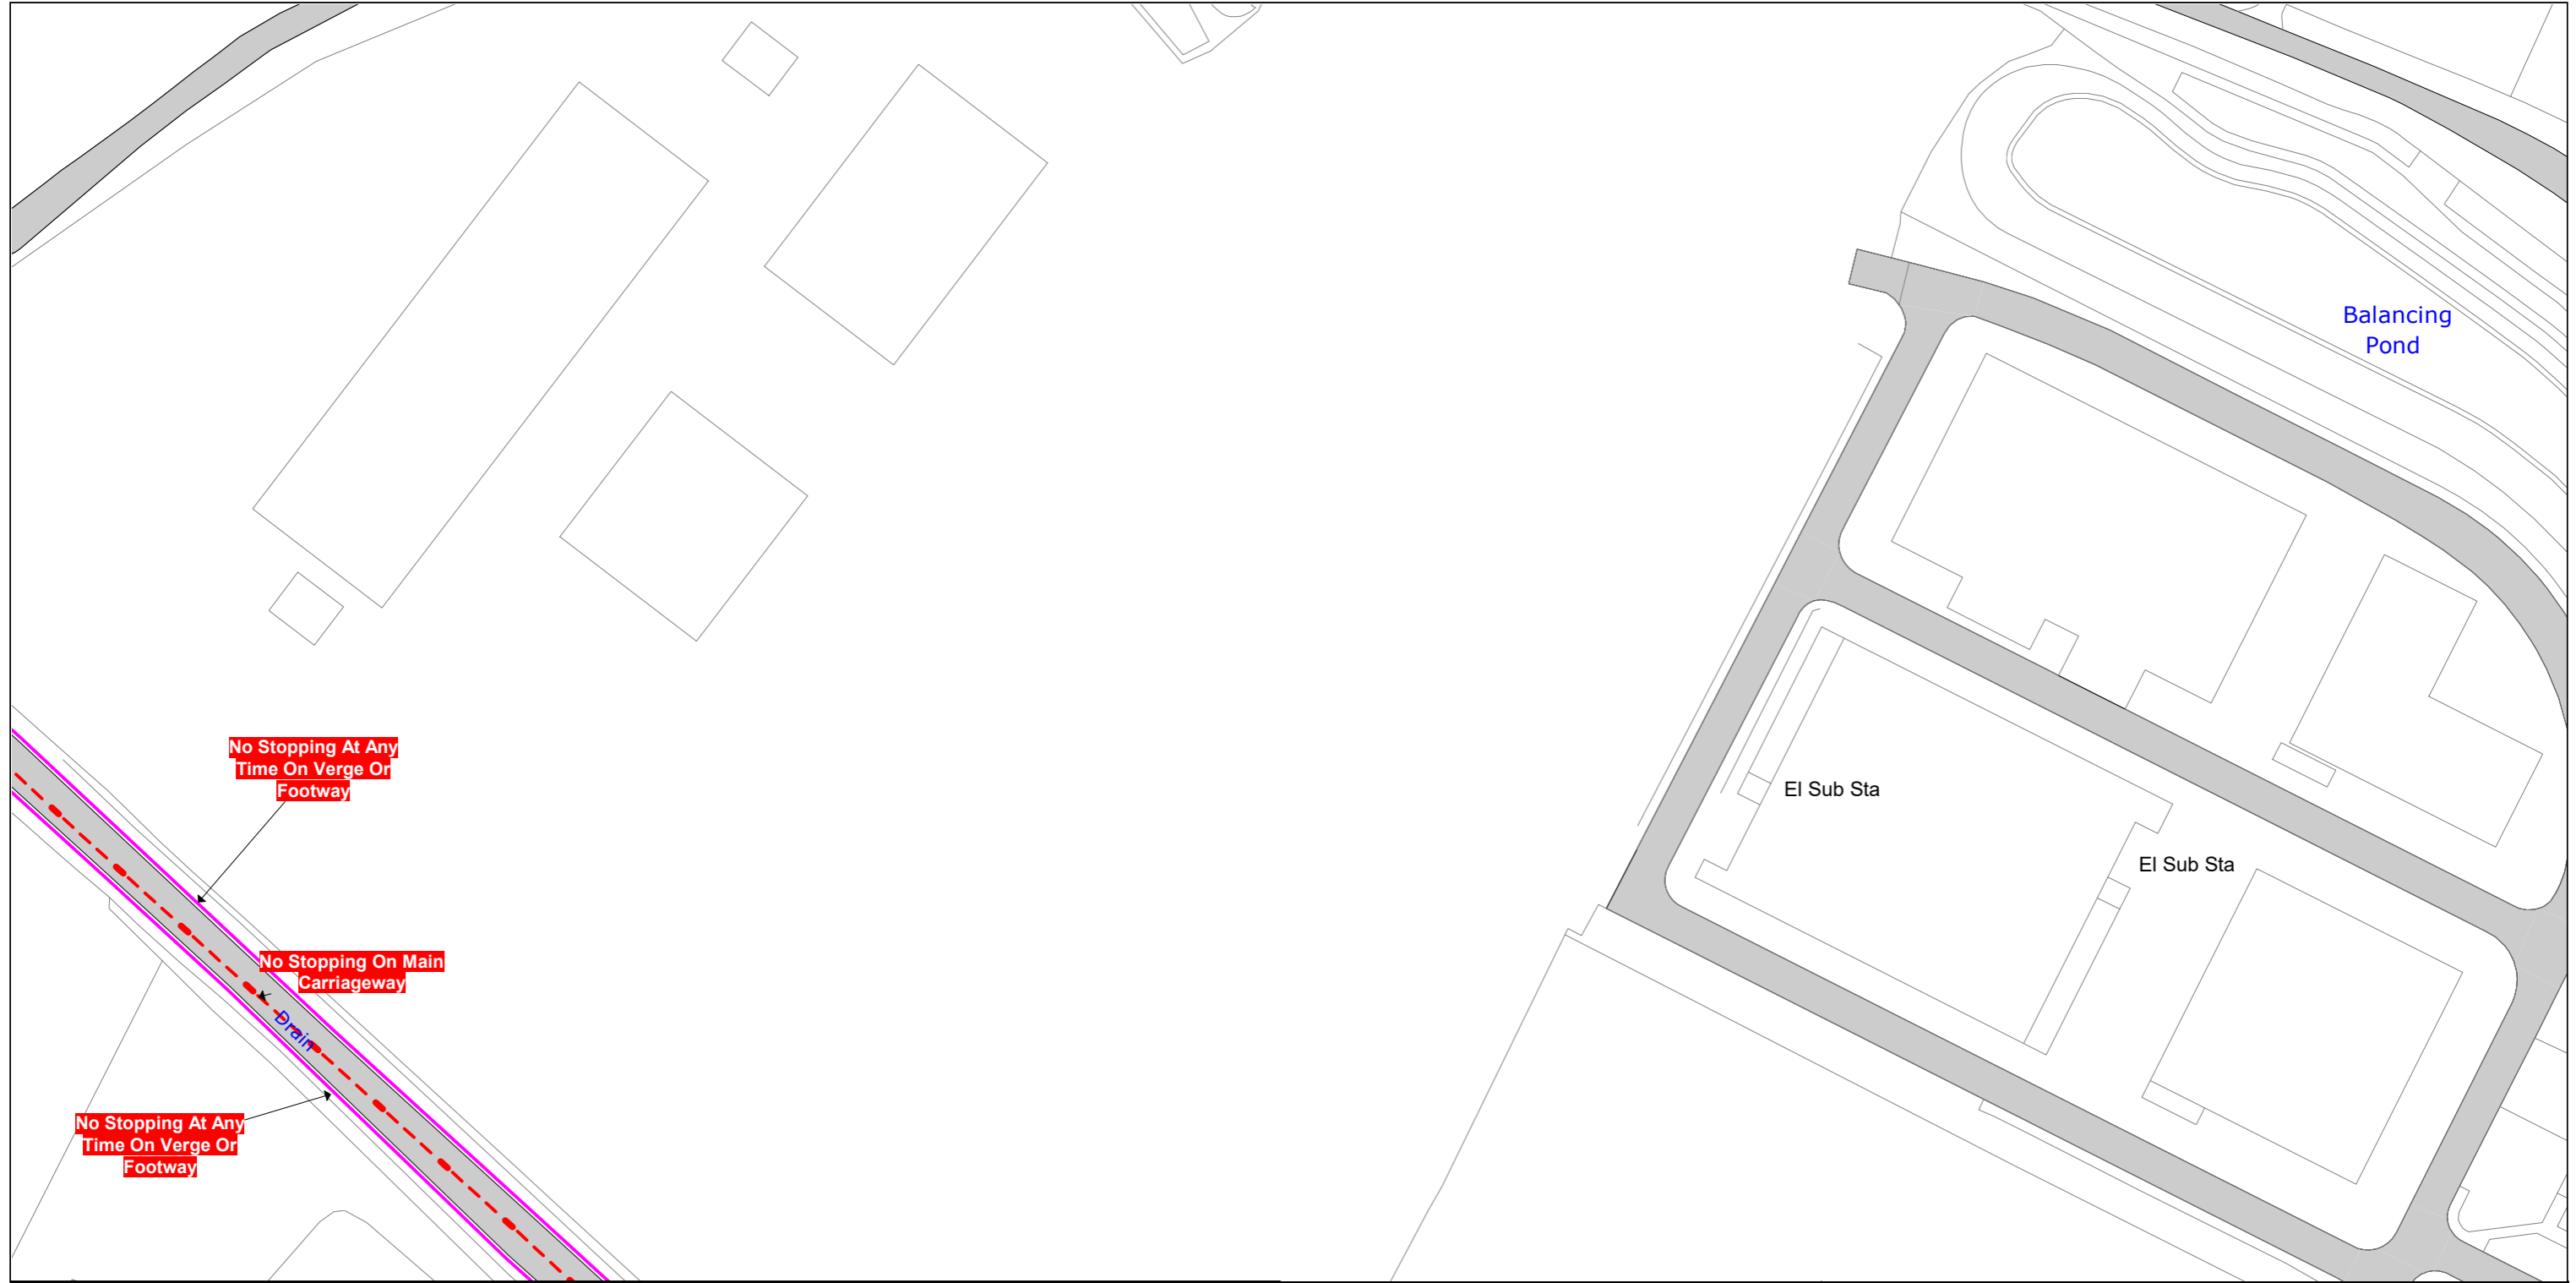 Balancing
Pond
No Stopping At Any
Time On Verge Or
Footway
El Sub Sta
El Sub Sta
No Stopping On Main
Carriageway
Drain
No Stopping At Any
Time On Verge Or
Footway